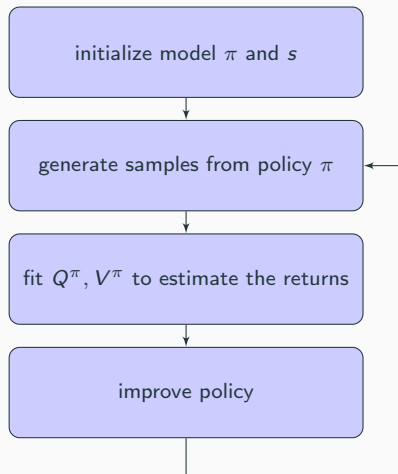 initialize model π and s
generate samples from policy π
fit Q^π, V^π to estimate the returns
improve policy